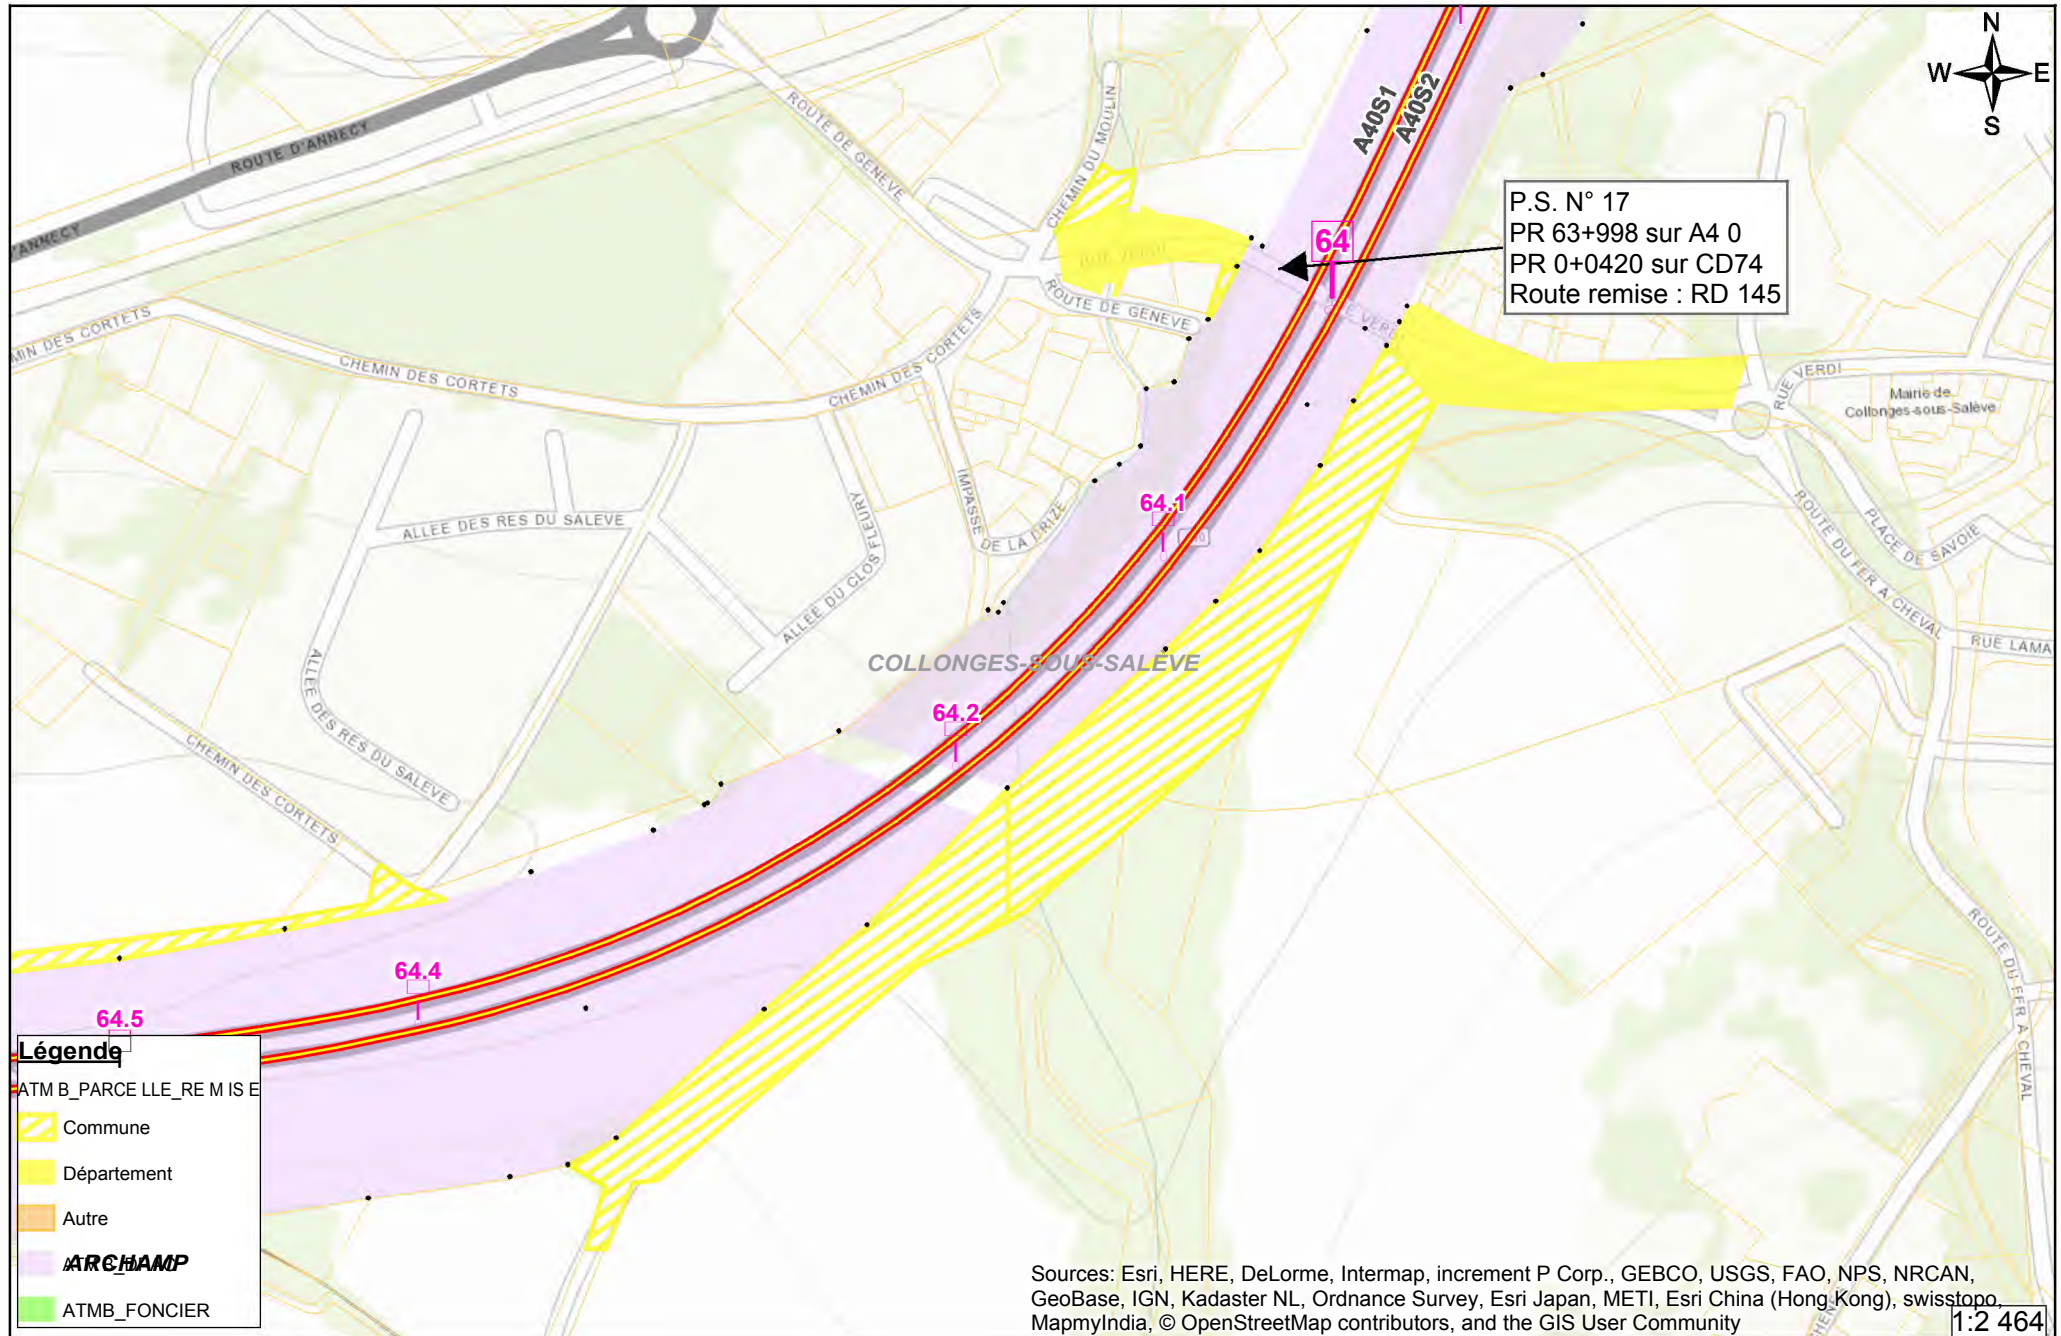 N
W E
S
A40S1
A40S2
ROUTE D'ANNECY
D'ANNECY
ROUTE DE GENEVE
CHEMIN DU MOULIN
P.S. N° 17
PR 63+998 sur A4 0
PR 0+0420 sur CD74
Route remise : RD 145
64
RUE VERDI
RUE VERDI
ROUTE DE GENEVE
MIN DES CORTETS
CHEMIN DES CORTETS
CHEMIN DES CORTETS
RUE VERDI
Mairie de
Collonges-sous-Salève
64.1
IMPASSE
DE LA DRIZE
ALLEE DES RES DU SALEVE
ALLEE DU CLOS FLEURY
PLACE DE SAVOIE
ROUTE DU FER A CHEVAL
RUE LAMA
COLLONGES-SOUS-SALEVE
64.2
ALLEE DES RES DU SALEVE
CHEMIN DES CORTETS
ROUTE DU FER A CHEVAL
64.4
64.5
Légende
ATM B_PARCE LLE_RE M IS E
Commune
Département
Autre
ARCHAMP
ATMB_FONCIER
Sources: Esri, HERE, DeLorme, Intermap, increment P Corp., GEBCO, USGS, FAO, NPS, NRCAN,
GeoBase, IGN, Kadaster NL, Ordnance Survey, Esri Japan, METI, Esri China (Hong Kong), swisstopo,
MapmyIndia, © OpenStreetMap contributors, and the GIS User Community
1:2 464